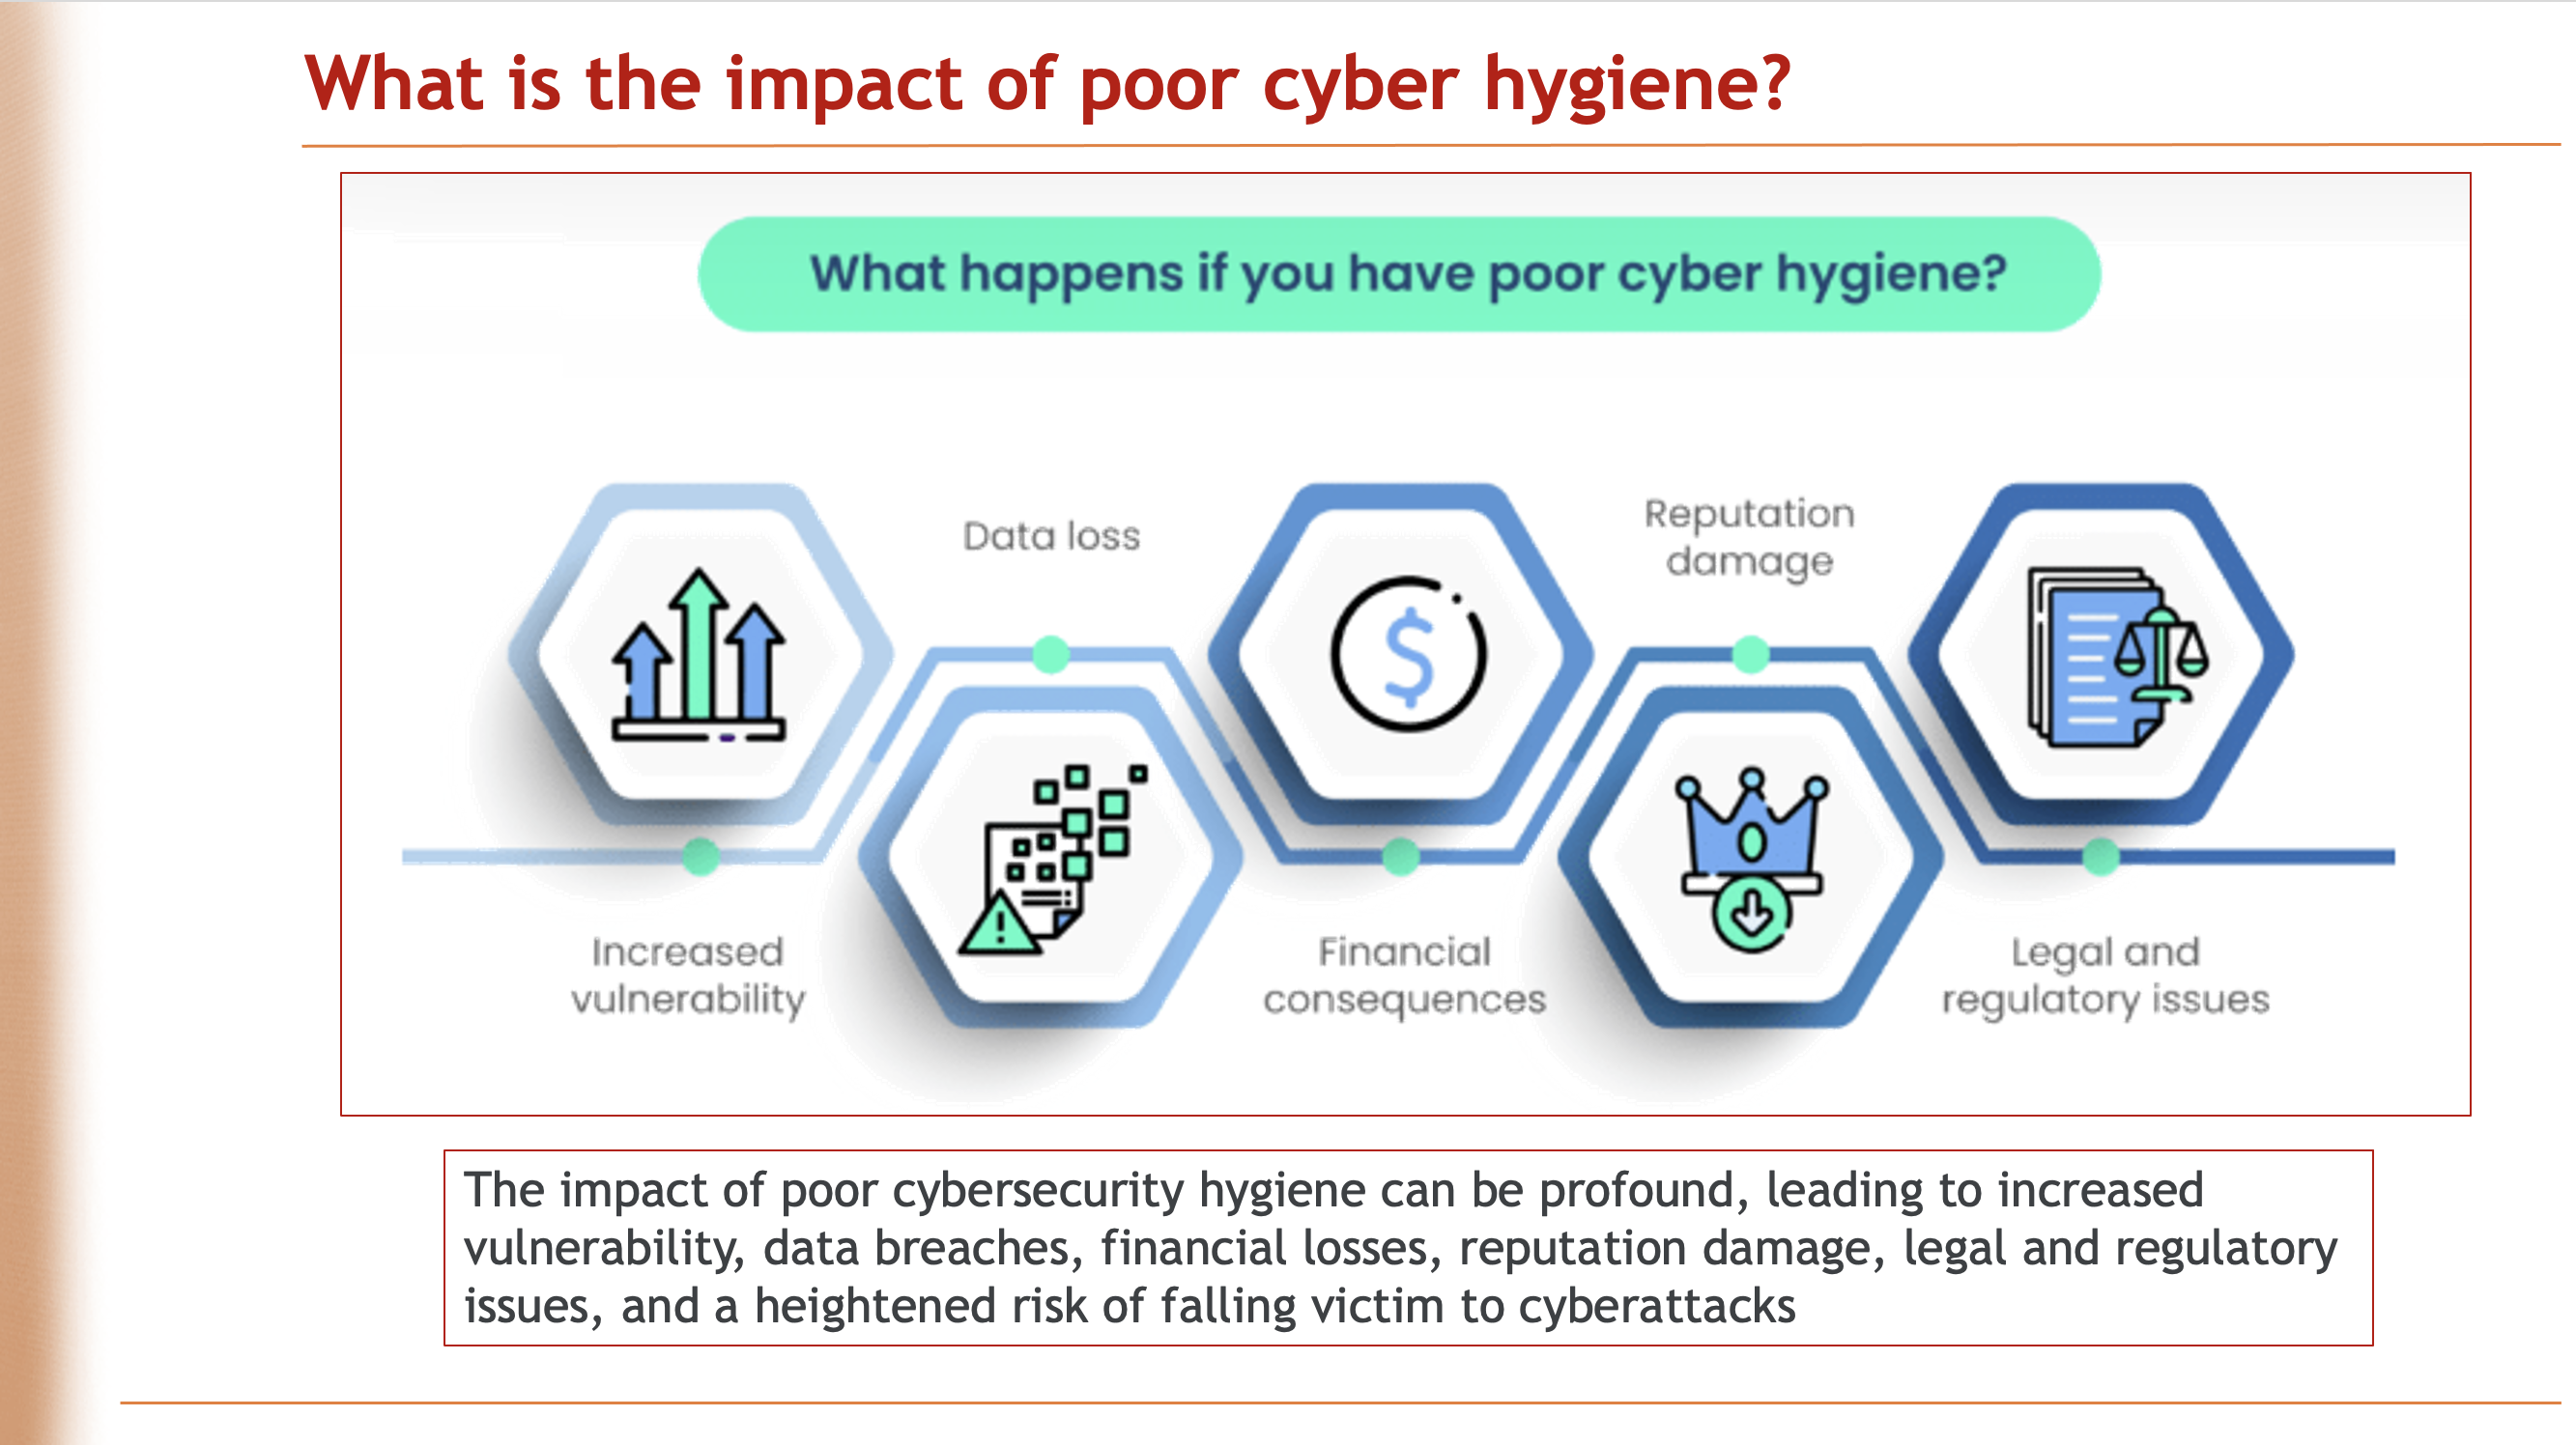 What is the impact of poor cyber hygiene?
What happens if you have poor cyber hygiene?
Increased
vulnerability
Data loss
Financial
consequences
Reputation
damage
Legal and
regulatory issues
The impact of poor cybersecurity hygiene can be profound, leading to increased
vulnerability, data breaches, financial losses, reputation damage, legal and regulatory
issues, and a heightened risk of falling victim to cyberattacks